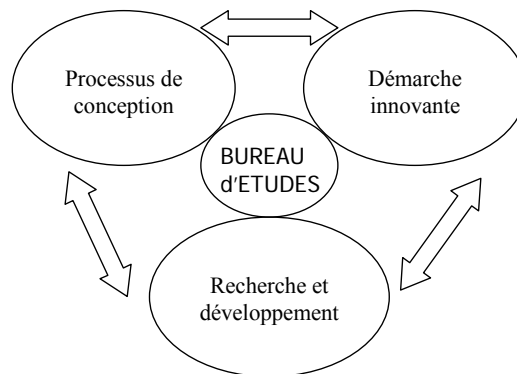 Processus de
conception
Démarche
innovante
BUREAU
d'ETUDES
Recherche et
développement